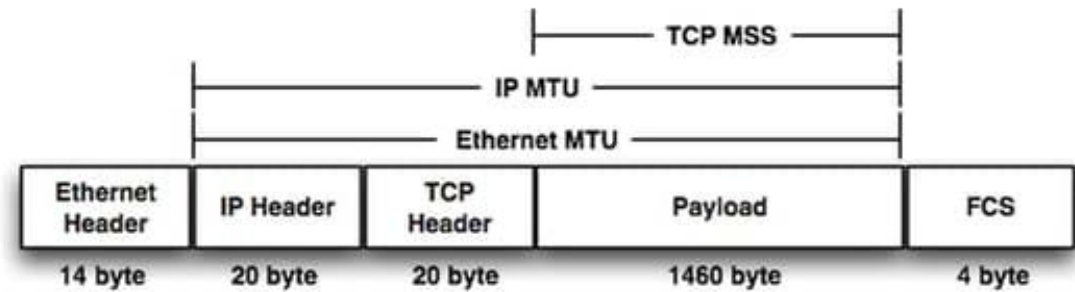 TCP MSS
IP MTU
Ethernet MTU
Ethernet
Header
IP Header
TCP
Header
Payload
FCS
14 byte
20 byte
20 byte
1460 byte
4 byte